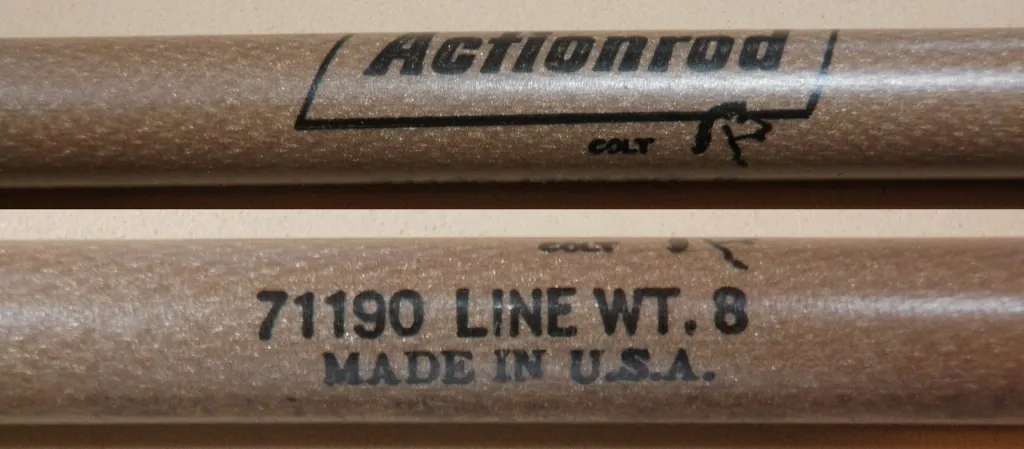 Actionrod
COLT
COLT
71190 LINE WT. 8
MADE IN U.S.A.